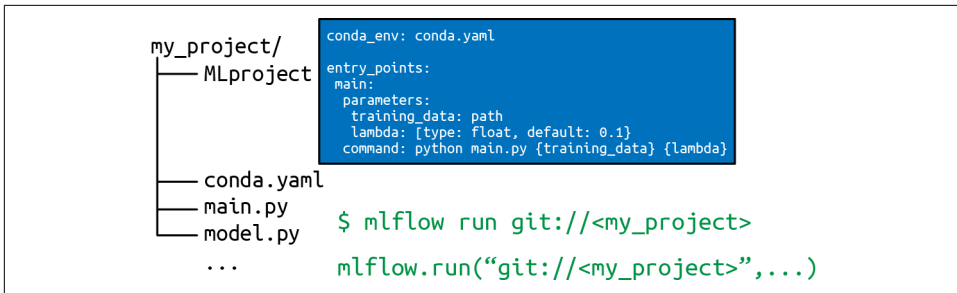 my_project/
MLproject
conda_env: conda.yaml
entry_points:
main:
parameters:
training_data: path
lambda: [type: float, default: 0.1}
command: python main.py {training_data} {lambda}
conda.yaml
main.py
model.py
...
$ mlflow run git://<my_project>
mlflow.run(“git://<my_project>”,...)